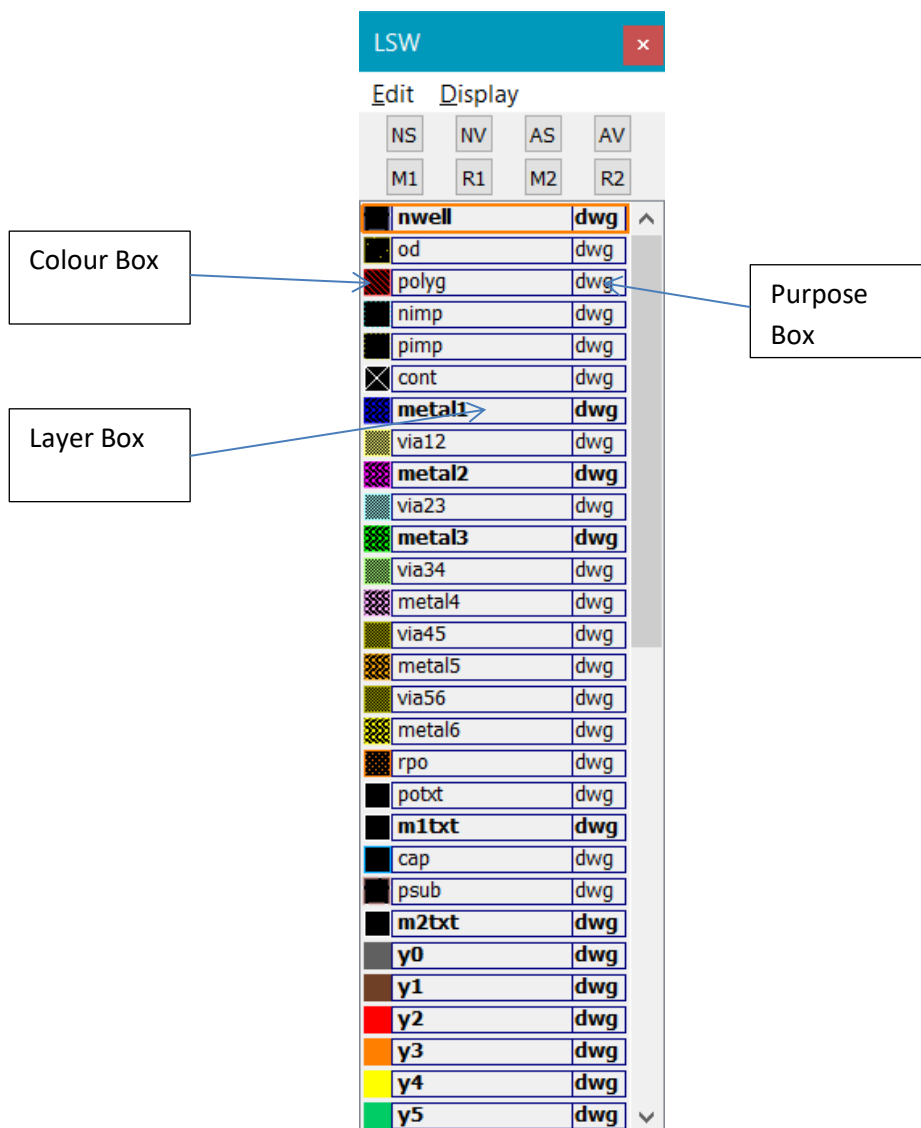 LSW
Edit Display
NS NV AS AV
M1 R1 M2 R2
nwell dwg
od dwg
Colour Box
polyg dwg
Purpose
Box
nimp dwg
pimp dwg
cont dwg
metal1 dwg
Layer Box
via12 dwg
metal2 dwg
via23 dwg
metal3 dwg
via34 dwg
metal4 dwg
via45 dwg
metal5 dwg
via56 dwg
metal6 dwg
rpo dwg
potxt dwg
m1txt dwg
cap dwg
psub dwg
m2txt dwg
y0 dwg
y1 dwg
y2 dwg
y3 dwg
y4 dwg
y5 dwg